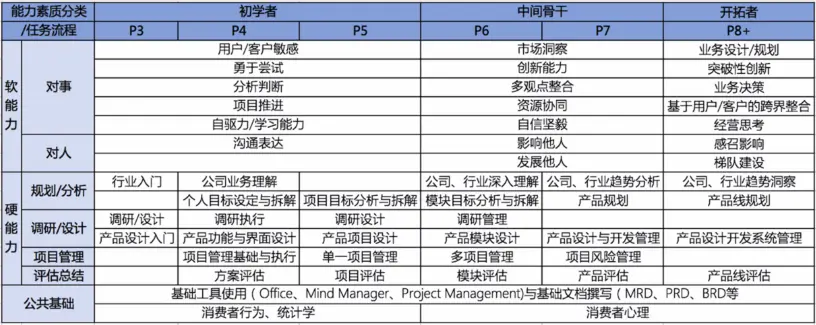 能力素质分类 初学者 中间骨干 开拓者
/任务流程 P3 P4 P5 P6 P7 P8+
软能力 对事 用户/客户敏感 市场洞察 业务设计/规划
勇于尝试 创新能力 突破性创新
分析判断 多观点整合 业务决策
项目推进 资源协同 基于用户/客户的跨界整合
自驱力/学习能力 自信坚毅 经营思考
对人 沟通表达 影响他人 感召影响
发展他人 梯队建设
硬能力 规划/分析 行业入门 公司业务理解 公司、行业深入理解 公司、行业趋势分析 公司、行业趋势洞察
个人目标设定与拆解 项目目标分析与拆解 模块目标分析与拆解 产品规划 产品线规划
调研/设计 调研/设计 调研执行 调研设计 调研管理
产品设计入门 产品功能与界面设计 产品项目设计 产品模块设计 产品设计与开发管理 产品设计开发系统管理
项目管理 项目管理基础与执行 单一项目管理 多项目管理 项目风险管理
评估总结 方案评估 项目评估 模块评估 产品评估 产品线评估
公共基础 基础工具使用（Office、Mind Manager、Project Management)与基础文档撰写（MRD、PRD、BRD等
消费者行为、统计学 消费者心理